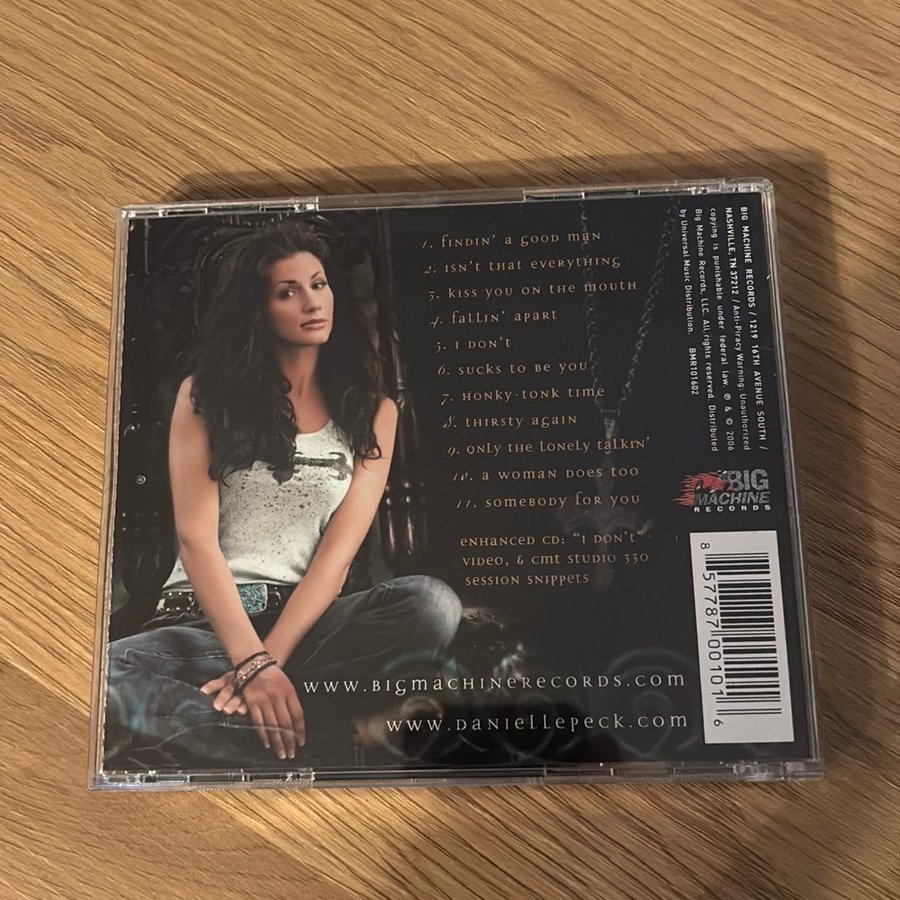 1. Findin' a good man
2. Isn't that everything
3. Kiss you on the mouth
4. Fallin' apart
5. I don't
6. Sucks to be you
7. Honky-tonk time
8. Thirsty again
9. Only the lonely talkin'
10. A woman does too
11. Somebody for you
enhanced CD: "I don't"
video, & CMT Studio 330
session snippets
www.bigmachinerecords.com
www.daniellepeck.com
BIG MACHINE RECORDS / 1219 16TH AVENUE SOUTH /
NASHVILLE, TN 37212 / Anti-Piracy Warning: Unauthorized
copying is punishable under federal law. ℗ & © 2006
Big Machine Records, LLC. All rights reserved. Distributed
by Universal Music Distribution. BMR101602
BIG
MACHINE
RECORDS
8 57787 00101 6